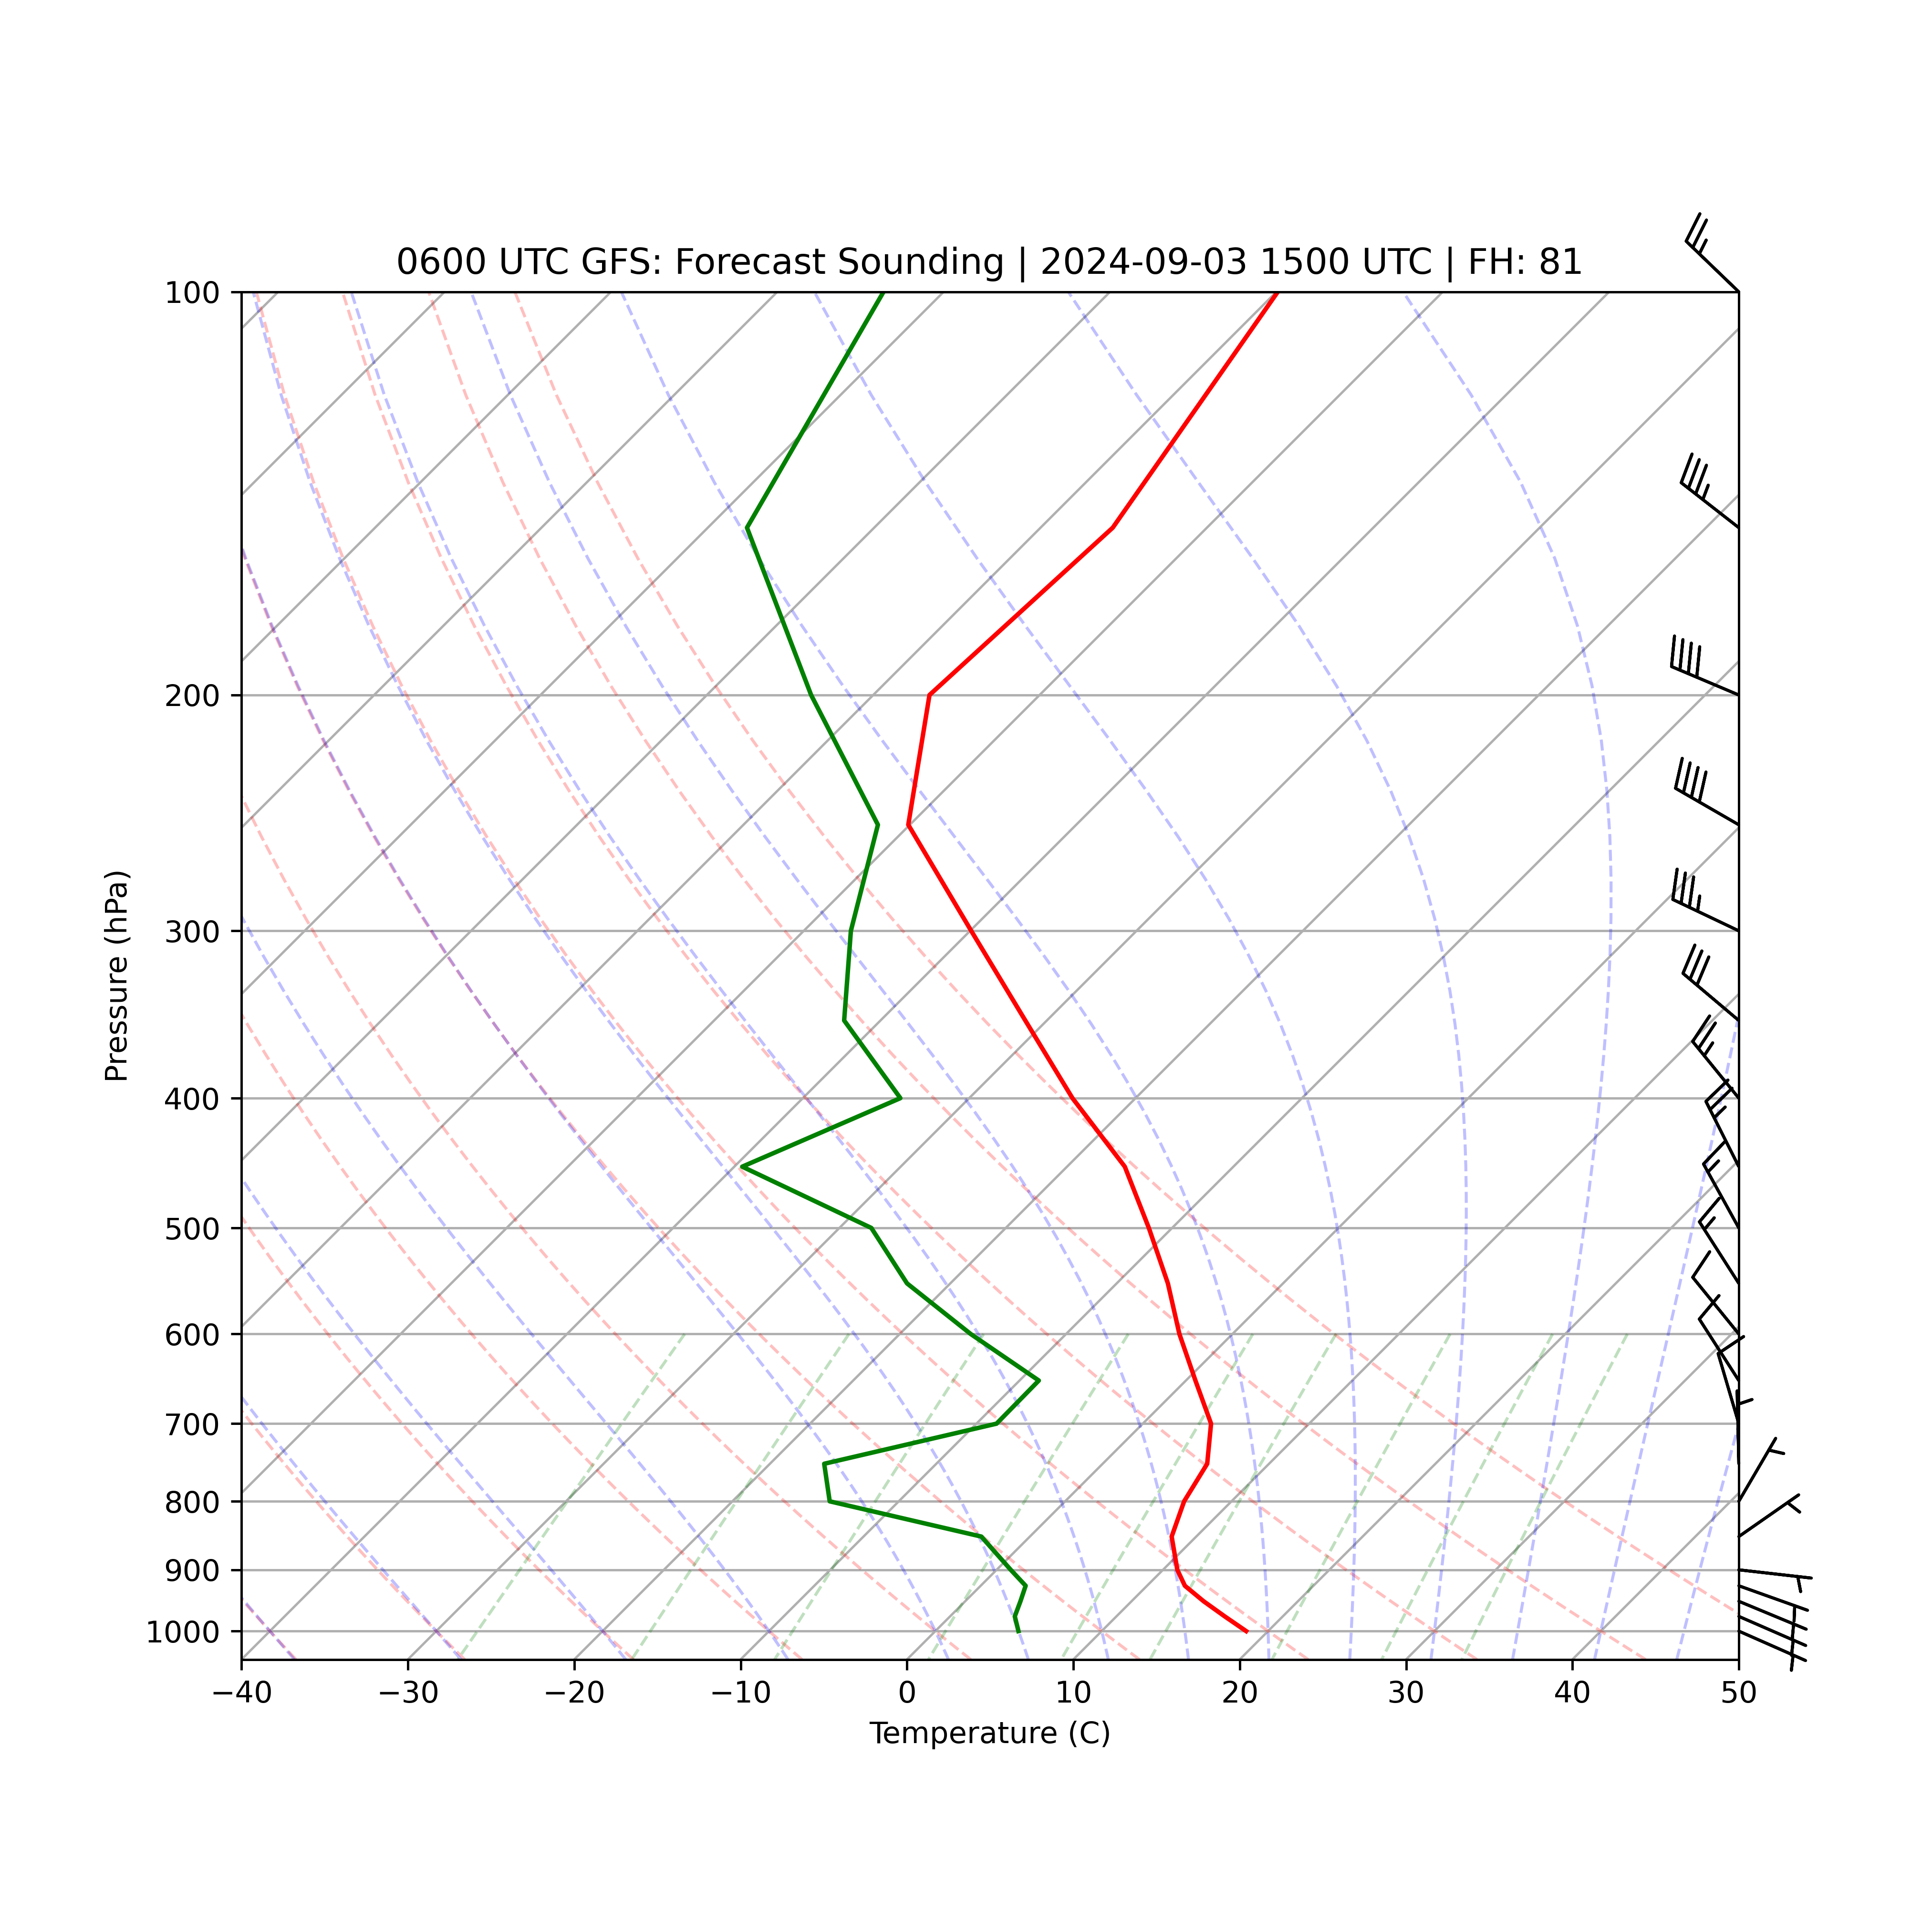 0600 UTC GFS: Forecast Sounding | 2024-09-03 1500 UTC | FH: 81
100
200
300
400
500
600
700
800
900
1000
Pressure (hPa)
−40 −30 −20 −10 0 10 20 30 40 50
Temperature (C)